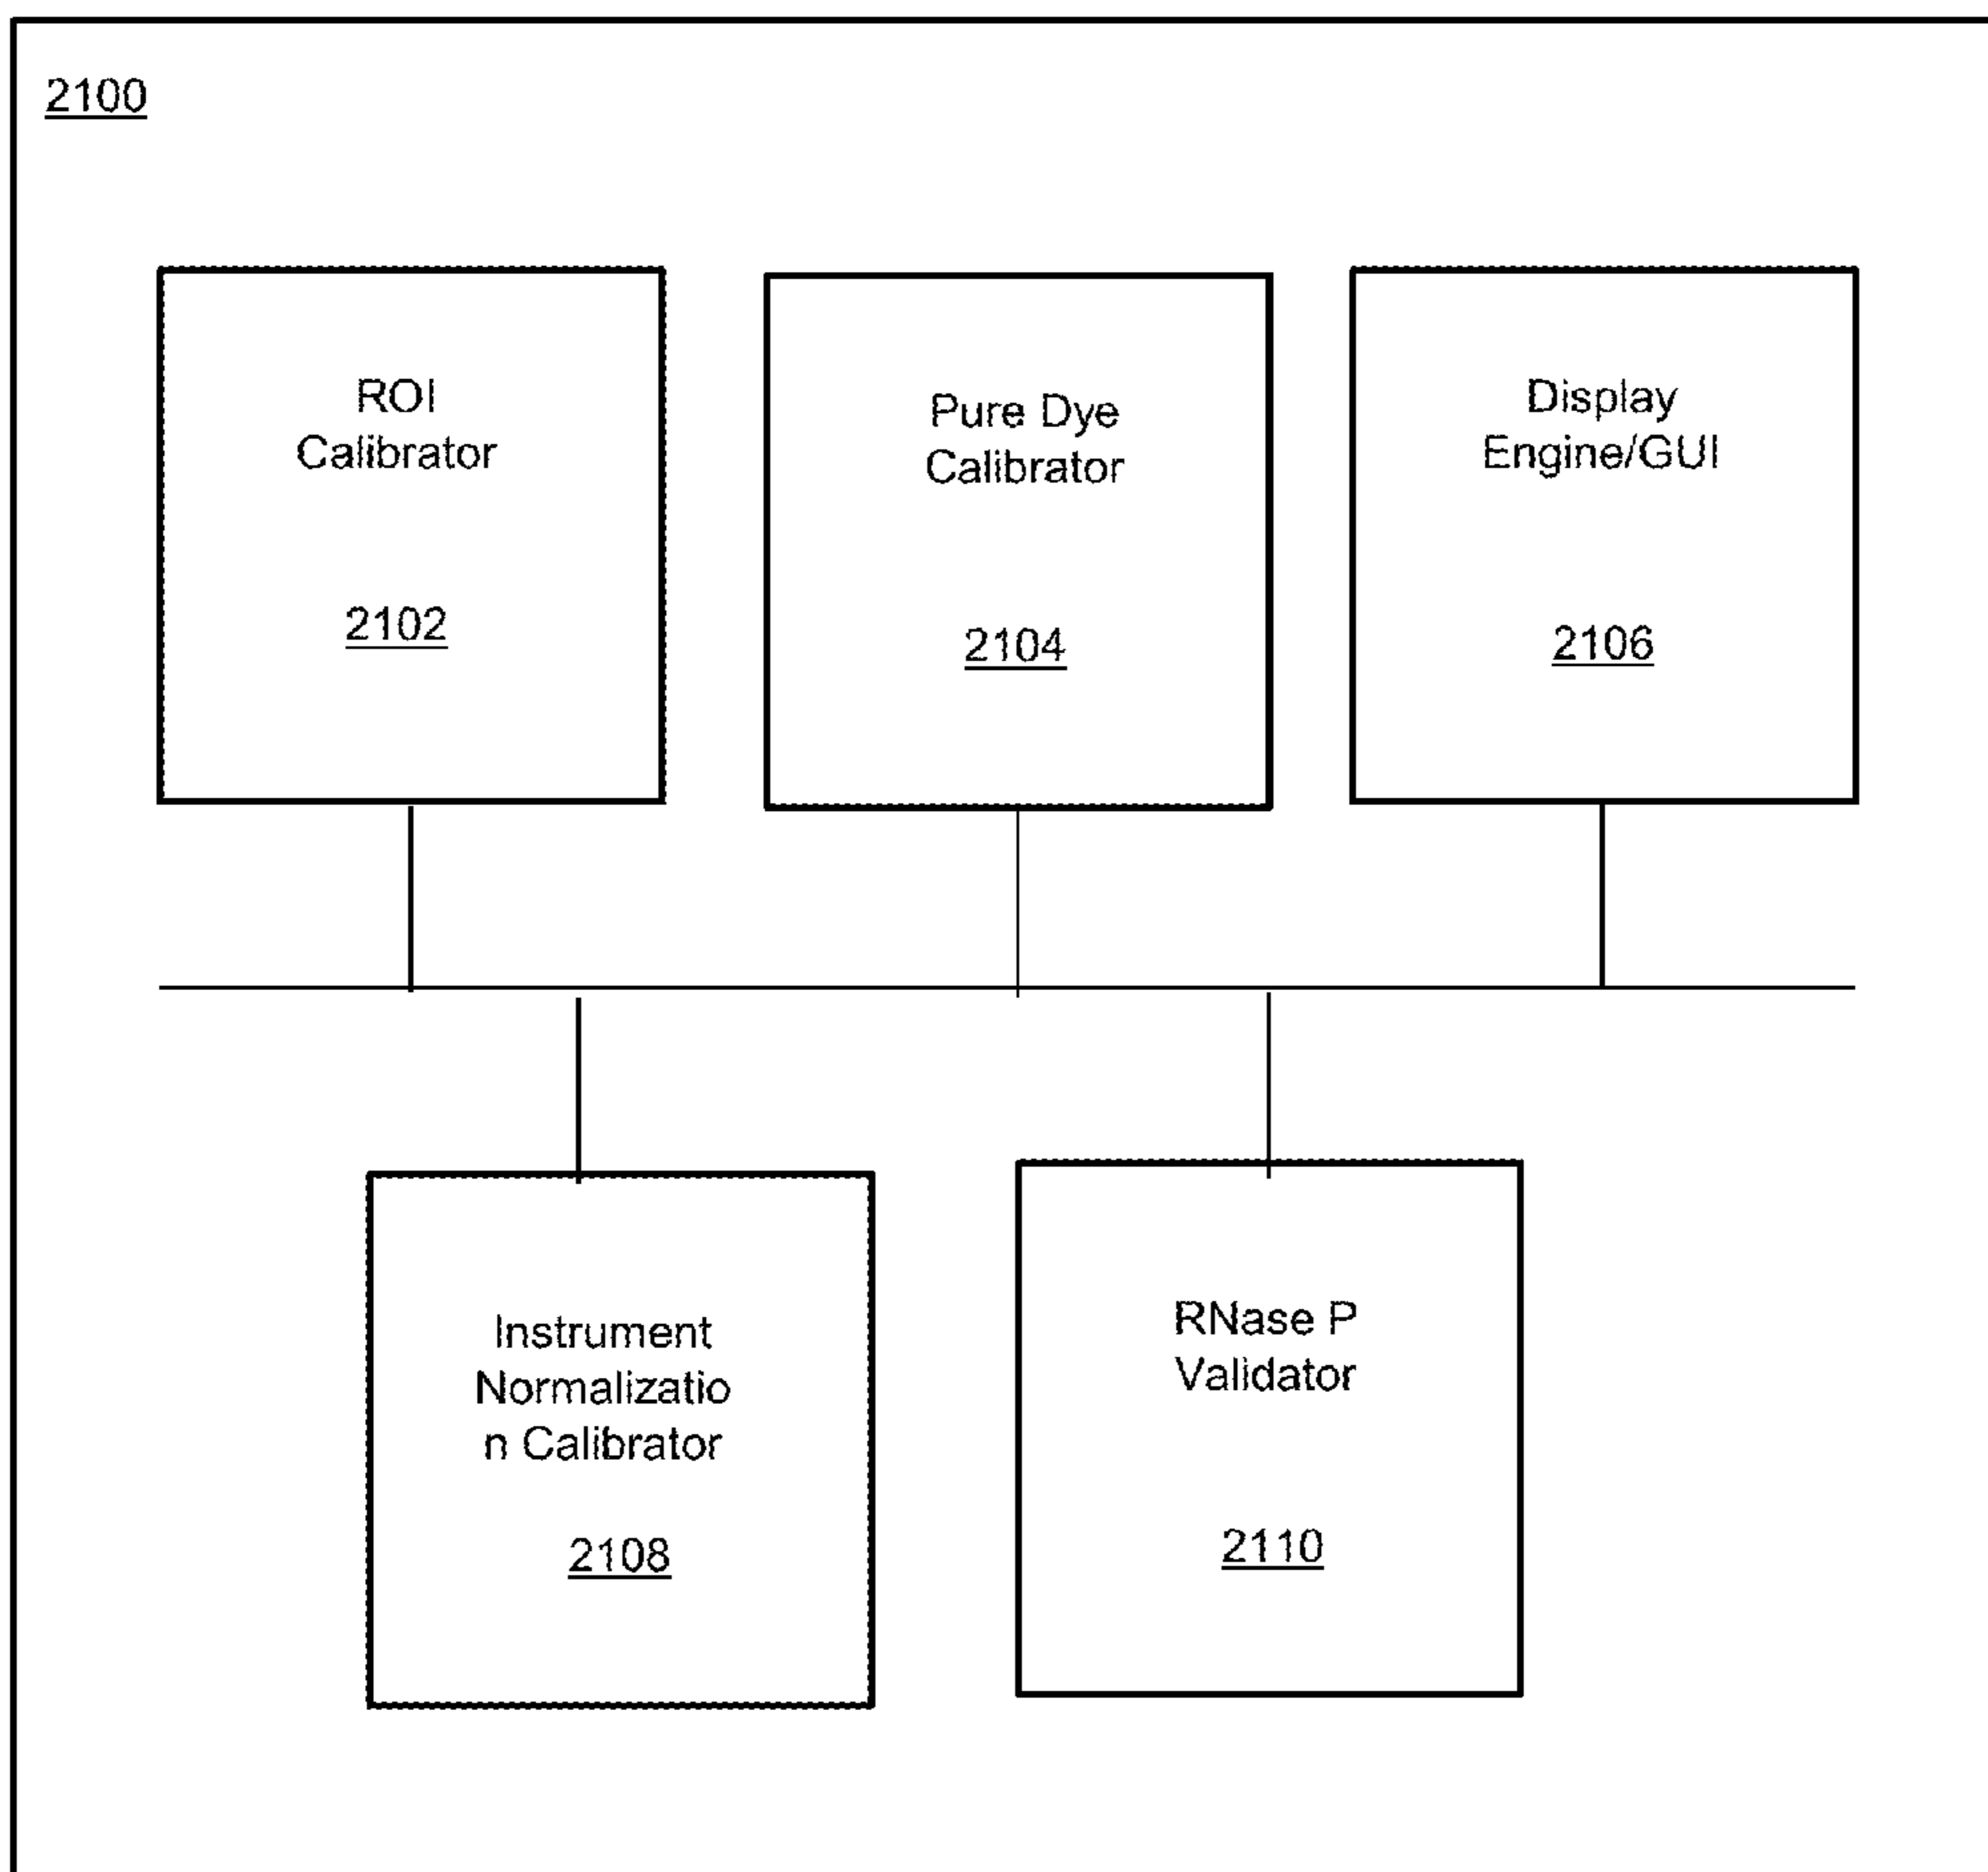 2100
ROI
Calibrator
2102
Pure Dye
Calibrator
2104
Display
Engine/GUI
2106
Instrument
Normalizatio
n Calibrator
2108
RNase P
Validator
2110